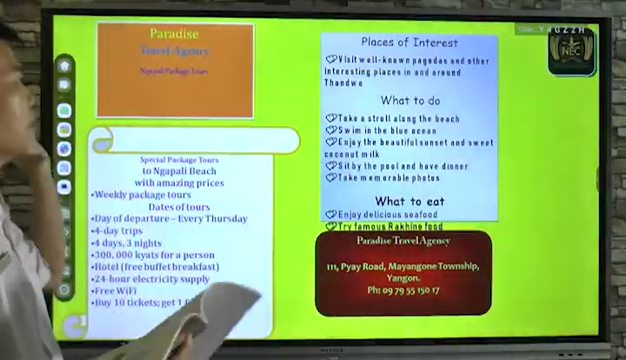 Paradise
Travel Agency
Ngapali Package Tours
Special Package Tours
to Ngapali Beach
with amazing prices
•Weekly package tours
Dates of tours
•Day of departure – Every Thursday
•4-day trips
•4 days, 3 nights
•300, 000 kyats for a person
•Hotel (free buffet breakfast)
•24-hour electricity supply
•Free WiFi
•Buy 10 tickets; get 1
Places of Interest
Visit well-known pagodas and other
interesting places in and around
Thandwe
What to do
Take a stroll along the beach
Swim in the blue ocean
Enjoy the beautiful sunset and sweet
coconut milk
Sit by the pool and have dinner
Take memorable photos
What to eat
Enjoy delicious seafood
Try famous Rakhine food
Paradise Travel Agency
111, Pyay Road, Mayangone Township,
Yangon.
Ph: 09 79 55 150 17
NEC